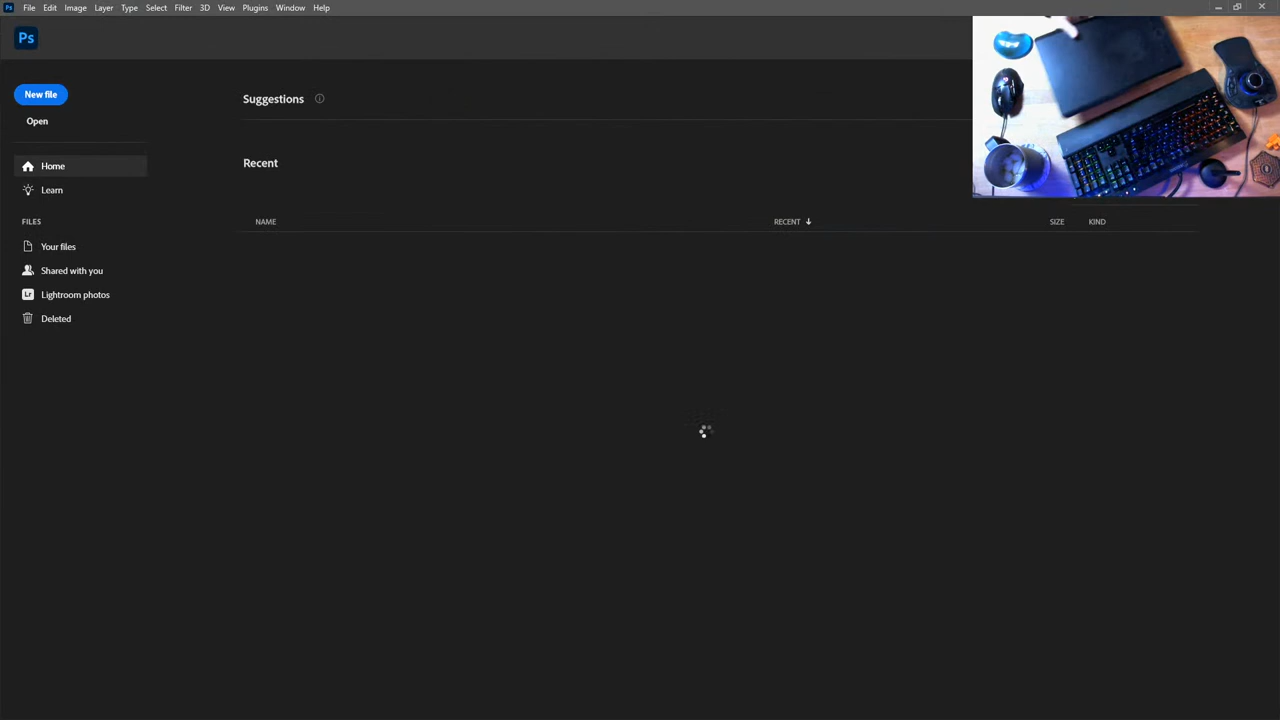 Ps File Edit Image Layer Type Select Filter 3D View Plugins Window Help
Ps
New file
Open
Home
Learn
FILES
Your files
Shared with you
Lr Lightroom photos
Deleted
Suggestions
Recent
NAME RECENT SIZE KIND